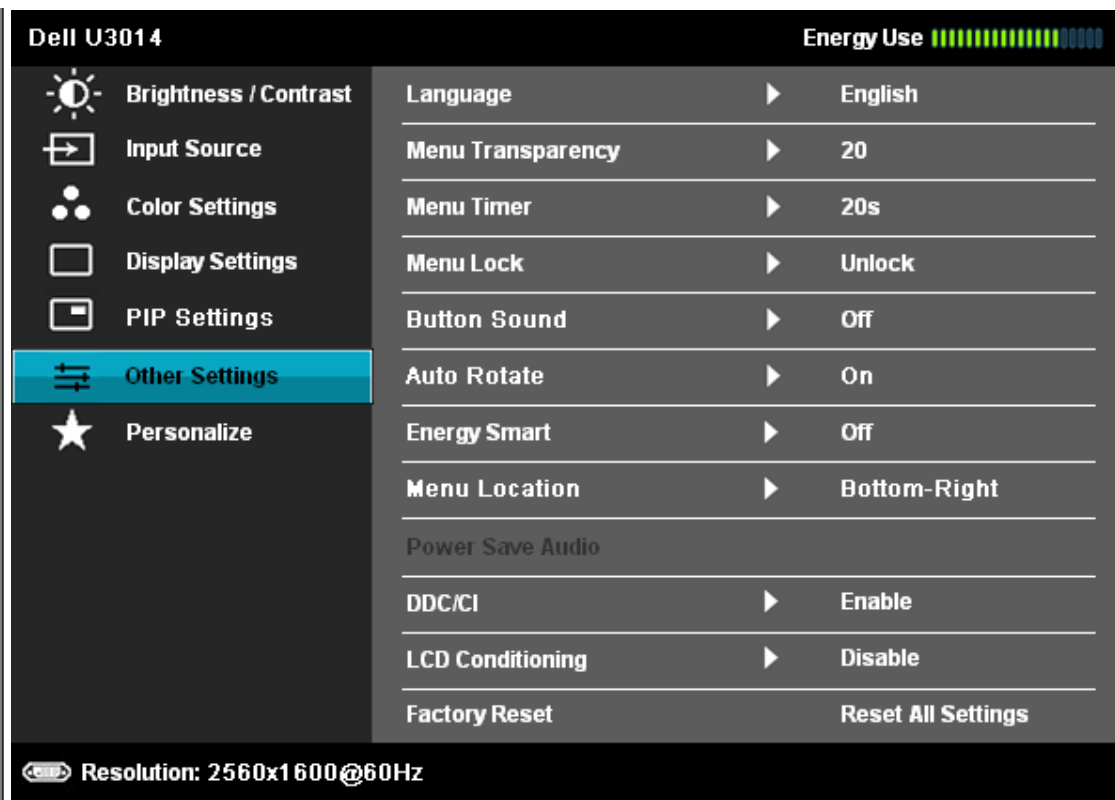 Dell U3014
Energy Use
Brightness / Contrast
Input Source
Color Settings
Display Settings
PIP Settings
Other Settings
Personalize
Language English
Menu Transparency 20
Menu Timer 20s
Menu Lock Unlock
Button Sound Off
Auto Rotate On
Energy Smart Off
Menu Location Bottom-Right
Power Save Audio
DDC/CI Enable
LCD Conditioning Disable
Factory Reset Reset All Settings
Resolution: 2560x1600@60Hz